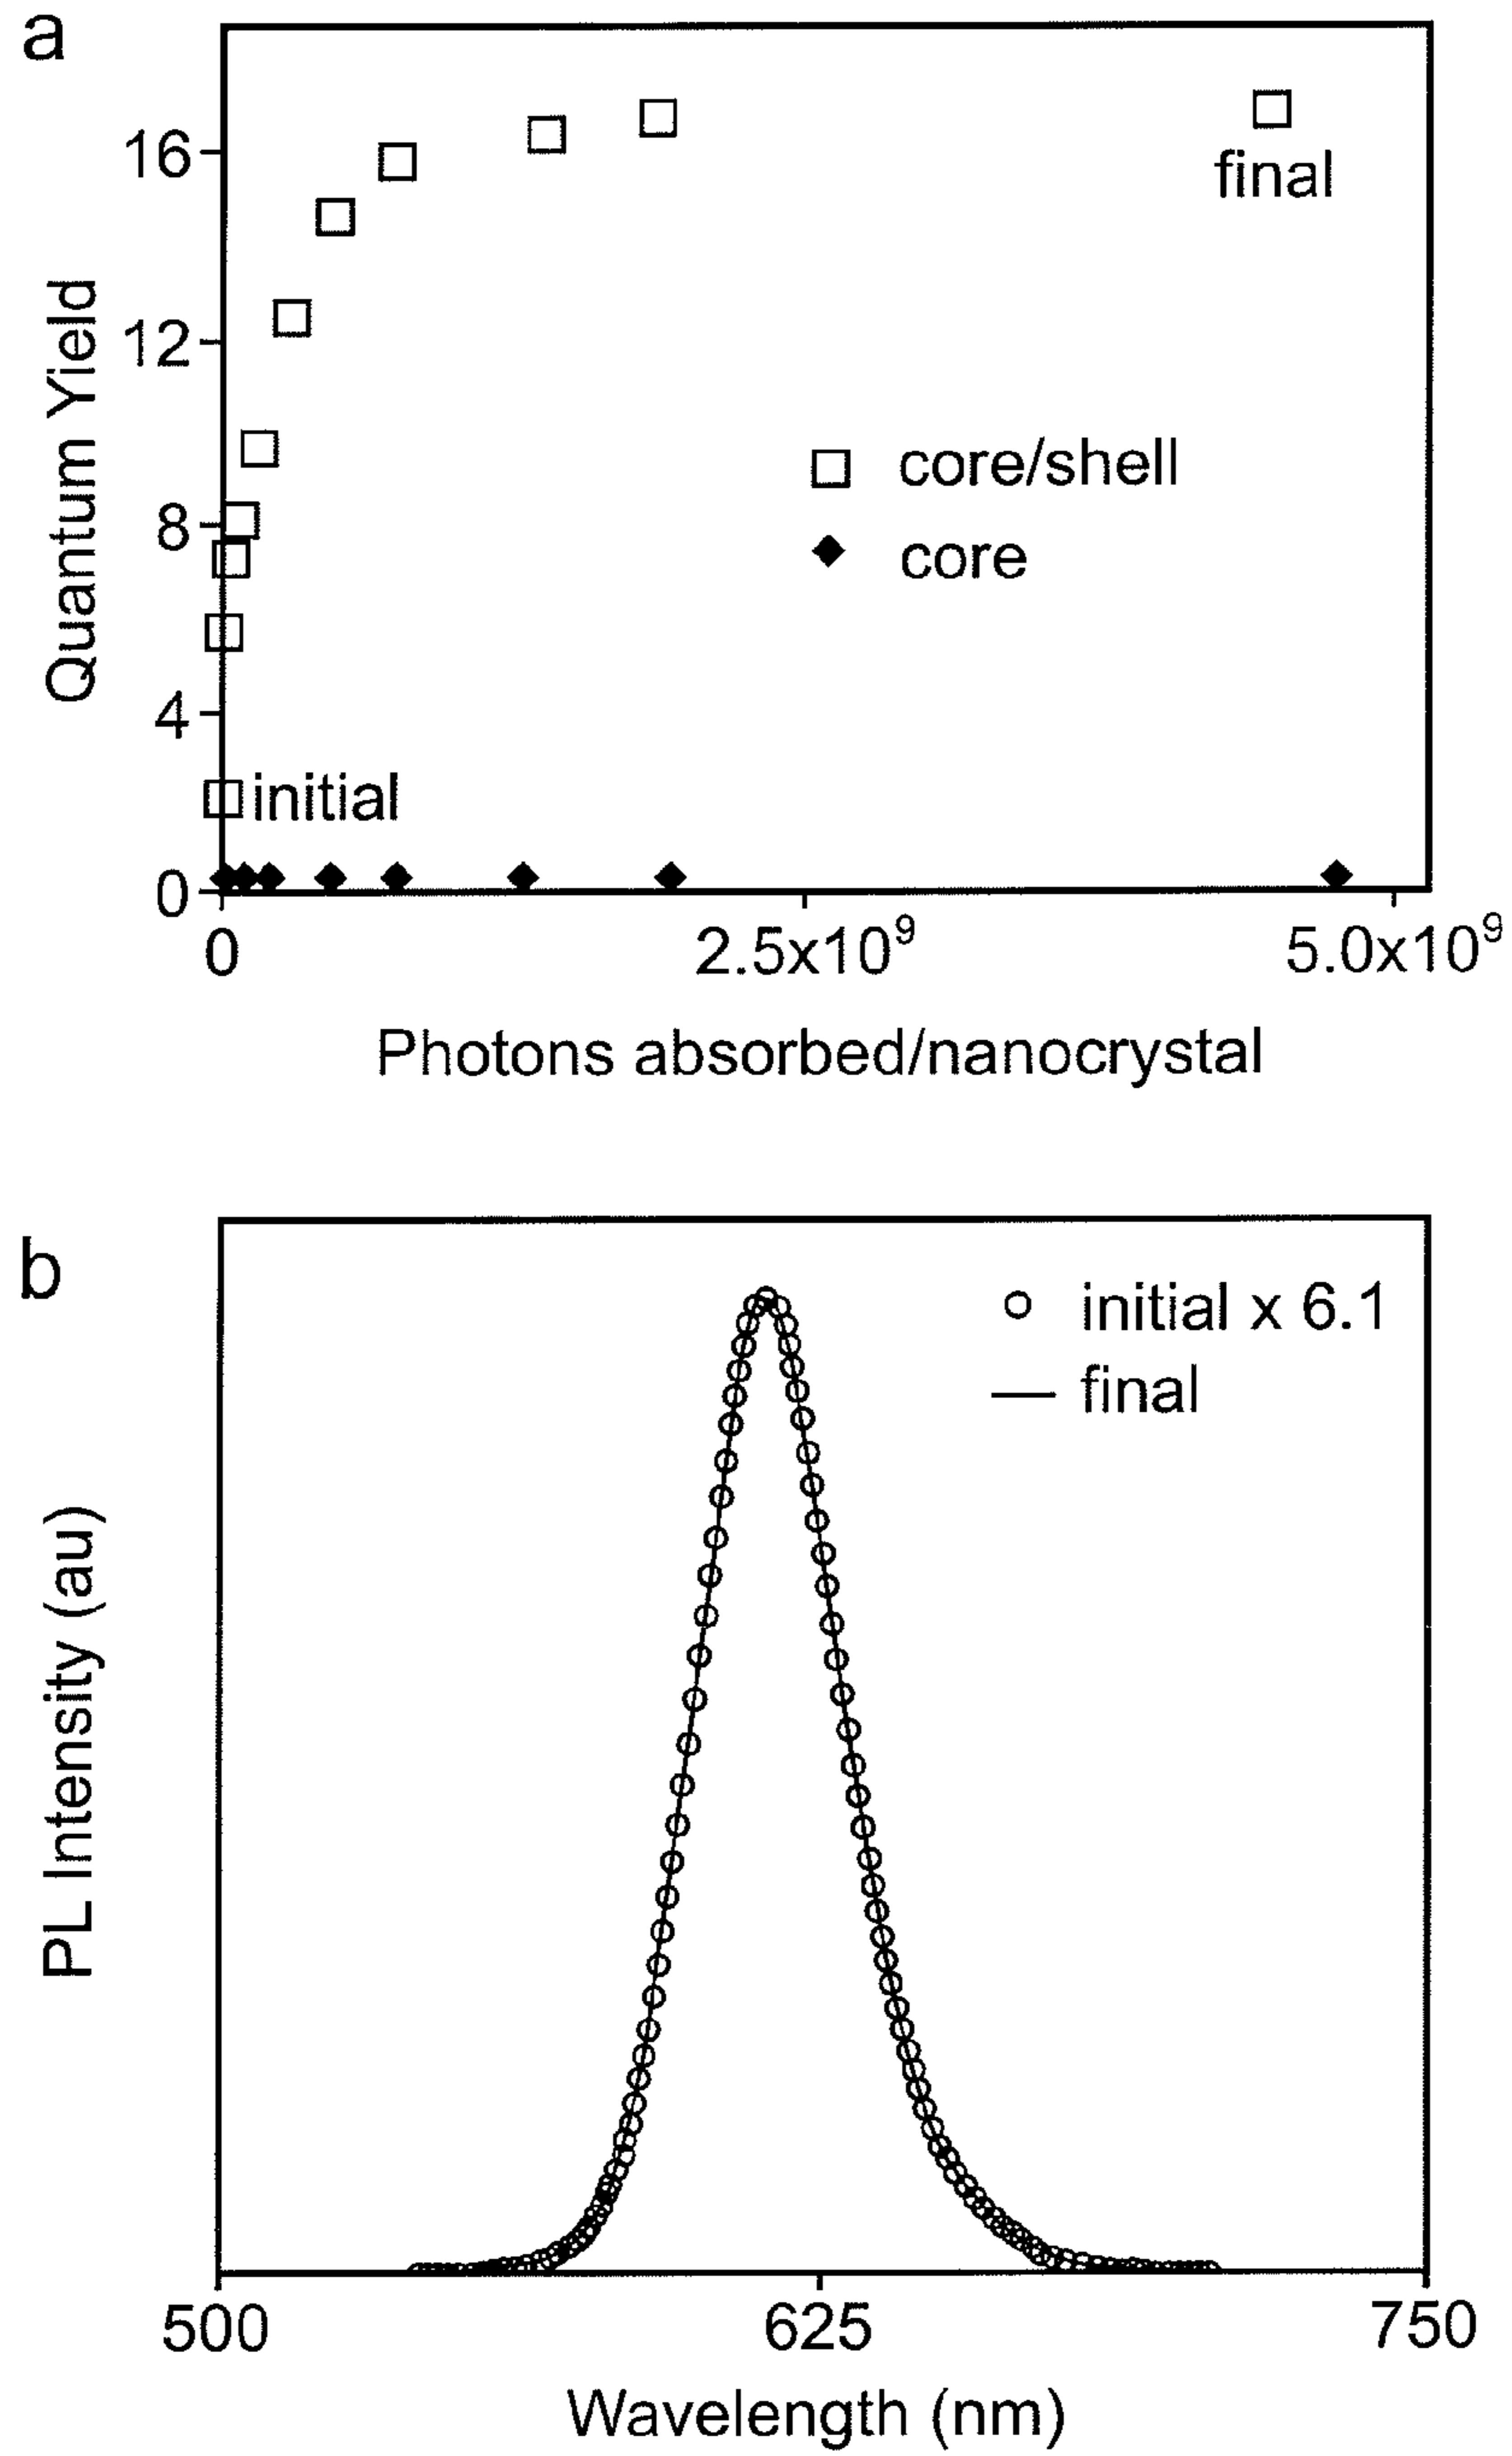 a
Quantum Yield
16
12
8
4
0
final
core/shell
core
initial
0
2.5x10⁹
5.0x10⁹
Photons absorbed/nanocrystal
b
PL Intensity (au)
initial x 6.1
final
500
625
750
Wavelength (nm)